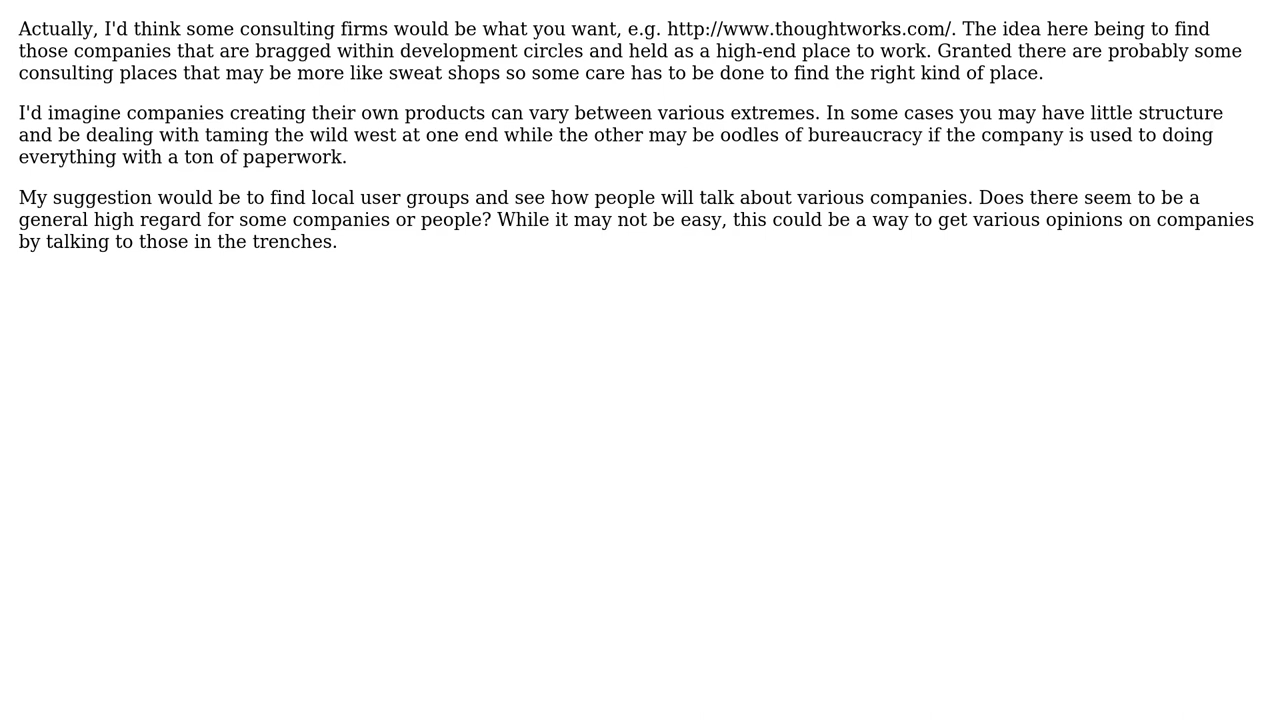 Actually, I'd think some consulting firms would be what you want, e.g. http://www.thoughtworks.com/. The idea here being to find
those companies that are bragged within development circles and held as a high-end place to work. Granted there are probably some
consulting places that may be more like sweat shops so some care has to be done to find the right kind of place.
I'd imagine companies creating their own products can vary between various extremes. In some cases you may have little structure
and be dealing with taming the wild west at one end while the other may be oodles of bureaucracy if the company is used to doing
everything with a ton of paperwork.
My suggestion would be to find local user groups and see how people will talk about various companies. Does there seem to be a
general high regard for some companies or people? While it may not be easy, this could be a way to get various opinions on companies
by talking to those in the trenches.